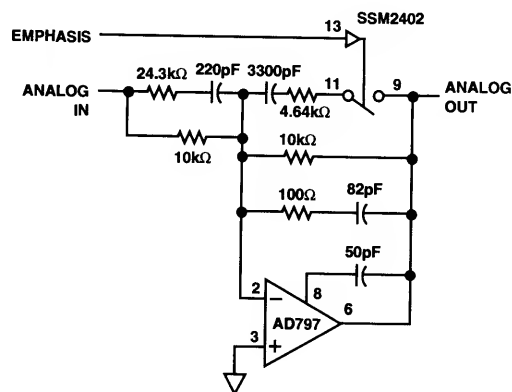 SSM2402
13
EMPHASIS
24.3kΩ 220pF 3300pF
ANALOG
IN
11 9
ANALOG
OUT
4.64kΩ
10kΩ 10kΩ
100Ω 82pF
50pF
2 − 8
AD797 6
3 +